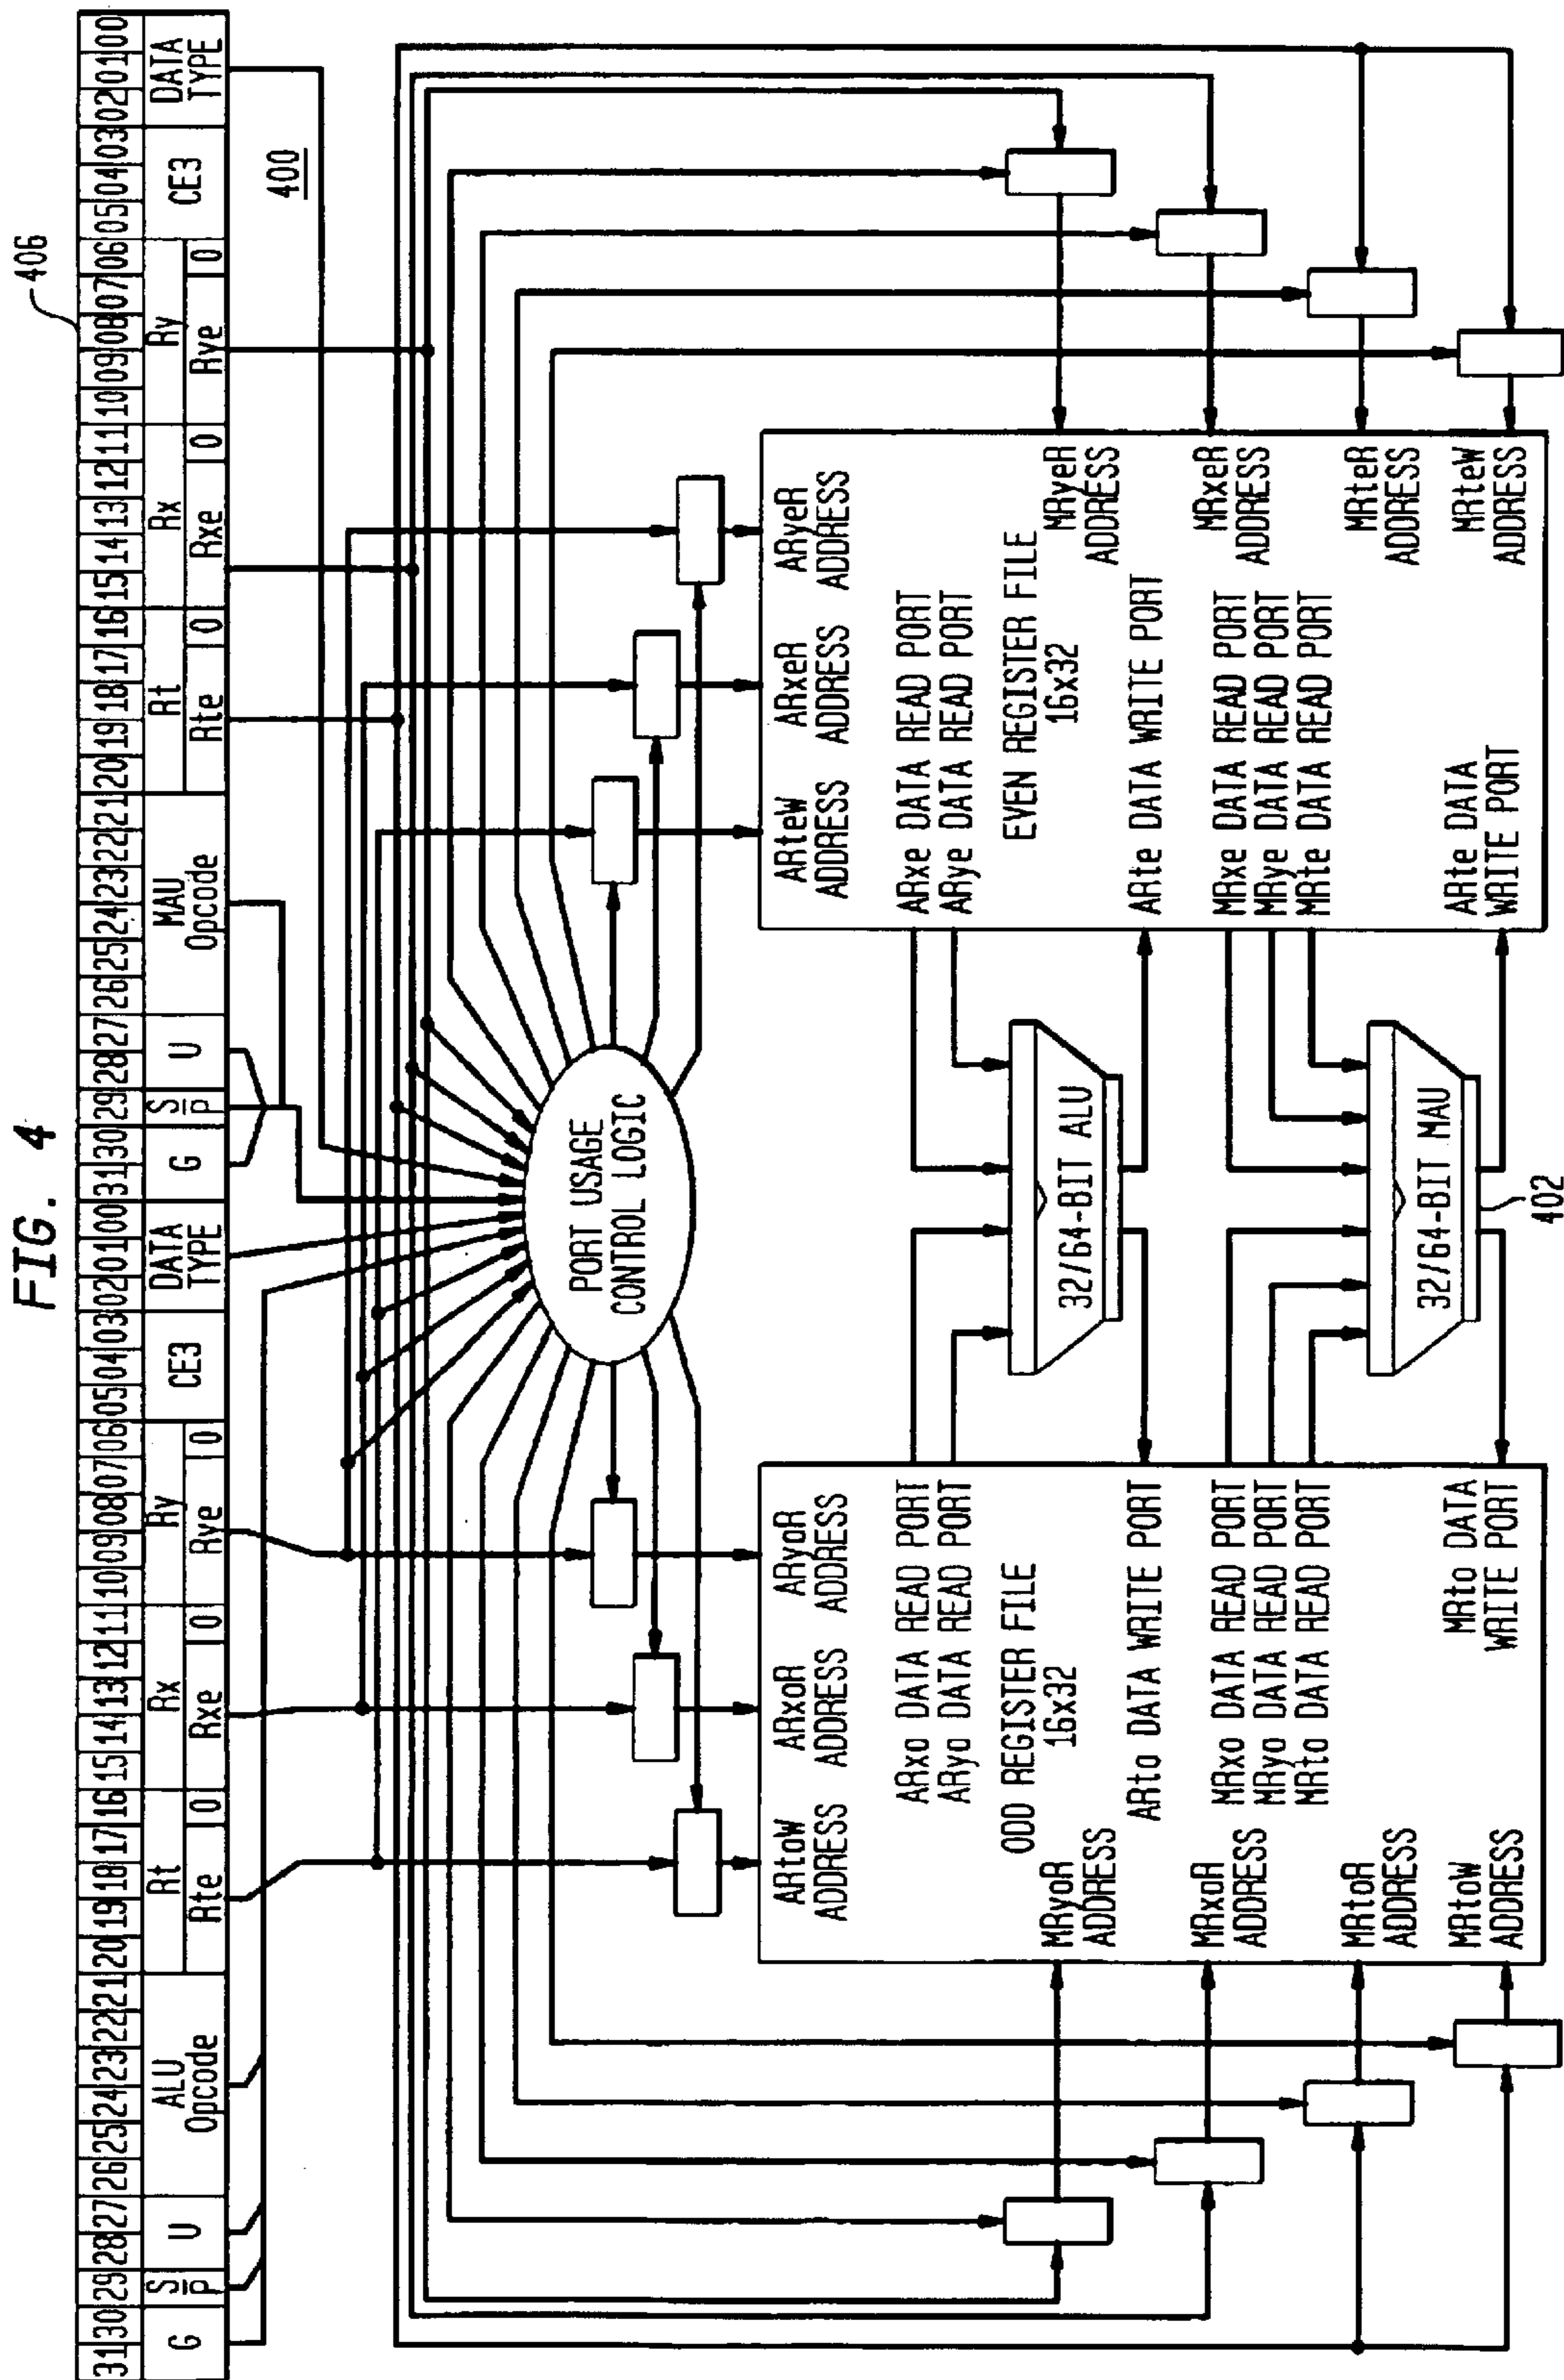 FIG. 4
406
31 30 29 28 27 26 25 24 23 22 21 20 19 18 17 16 15 14 13 12 11 10 09 08 07 06 05 04 03 02 01 00 31 30 29 28 27 26 25 24 23 22 21 20 19 18 17 16 15 14 13 12 11 10 09 08 07 06 05 04 03 02 01 00
G S/P U ALU Opcode Rt Rx Ry CE3 DATA TYPE G S/P U MAU Opcode Rt Rx Ry CE3 DATA TYPE
Rte 0 Rxe 0 Rye 0 Rte 0 Rxe 0 Rye 0
400
PORT USAGE
CONTROL LOGIC
ARtoW
ADDRESS
ARxoR
ADDRESS
ARyoR
ADDRESS
ARxo DATA READ PORT
ARyo DATA READ PORT
ODD REGISTER FILE
16x32
MRyoR
ADDRESS
ARto DATA WRITE PORT
MRxoR
ADDRESS
MRxo DATA READ PORT
MRyo DATA READ PORT
MRto DATA READ PORT
MRtoR
ADDRESS
MRtoW
ADDRESS
MRto DATA
WRITE PORT
32/64-BIT ALU
32/64-BIT MAU
402
ARteW
ADDRESS
ARxeR
ADDRESS
ARyeR
ADDRESS
ARxe DATA READ PORT
ARye DATA READ PORT
EVEN REGISTER FILE
16x32
MRyeR
ADDRESS
ARte DATA WRITE PORT
MRxeR
ADDRESS
MRxe DATA READ PORT
MRye DATA READ PORT
MRte DATA READ PORT
MRteR
ADDRESS
MRteW
ADDRESS
ARte DATA
WRITE PORT